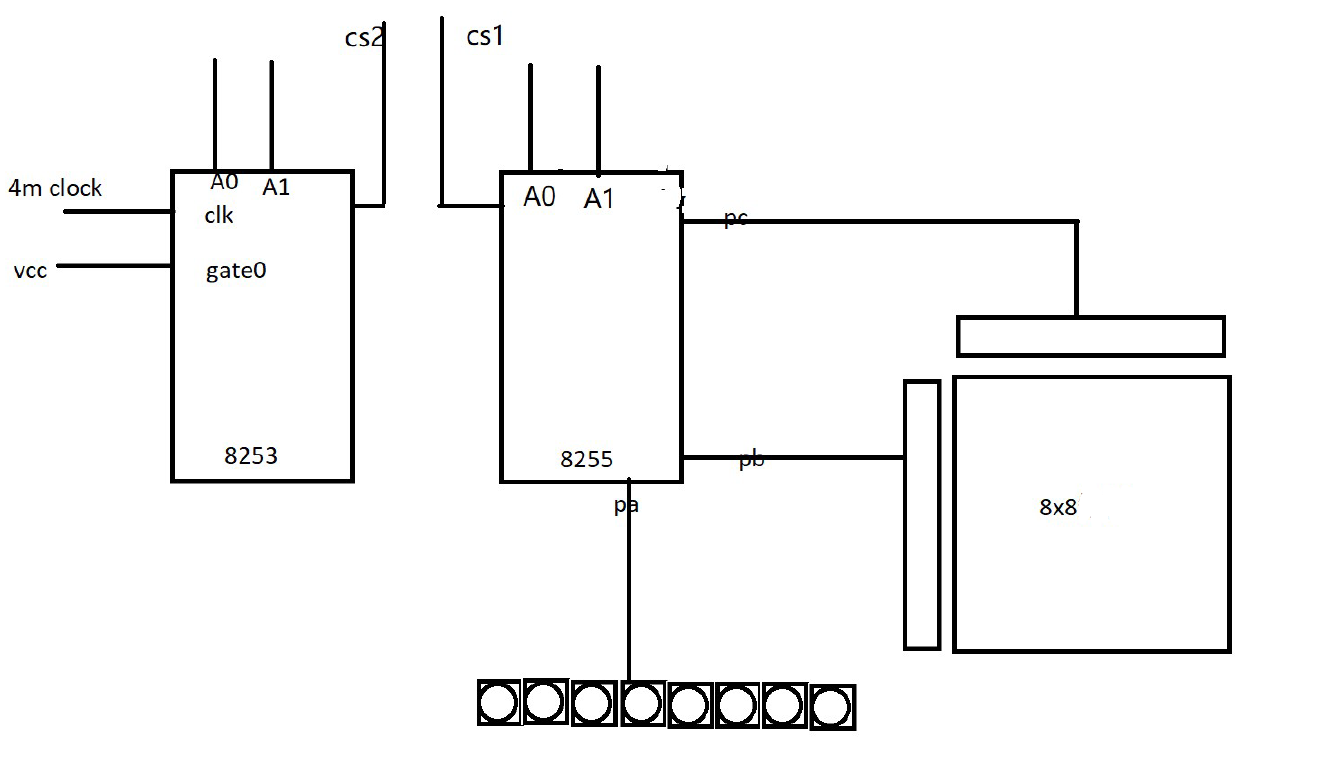 cs2
cs1
A0
A1
4m clock
clk
A0
A1
pc
vcc
gate0
8253
8255
pb
pa
8x8